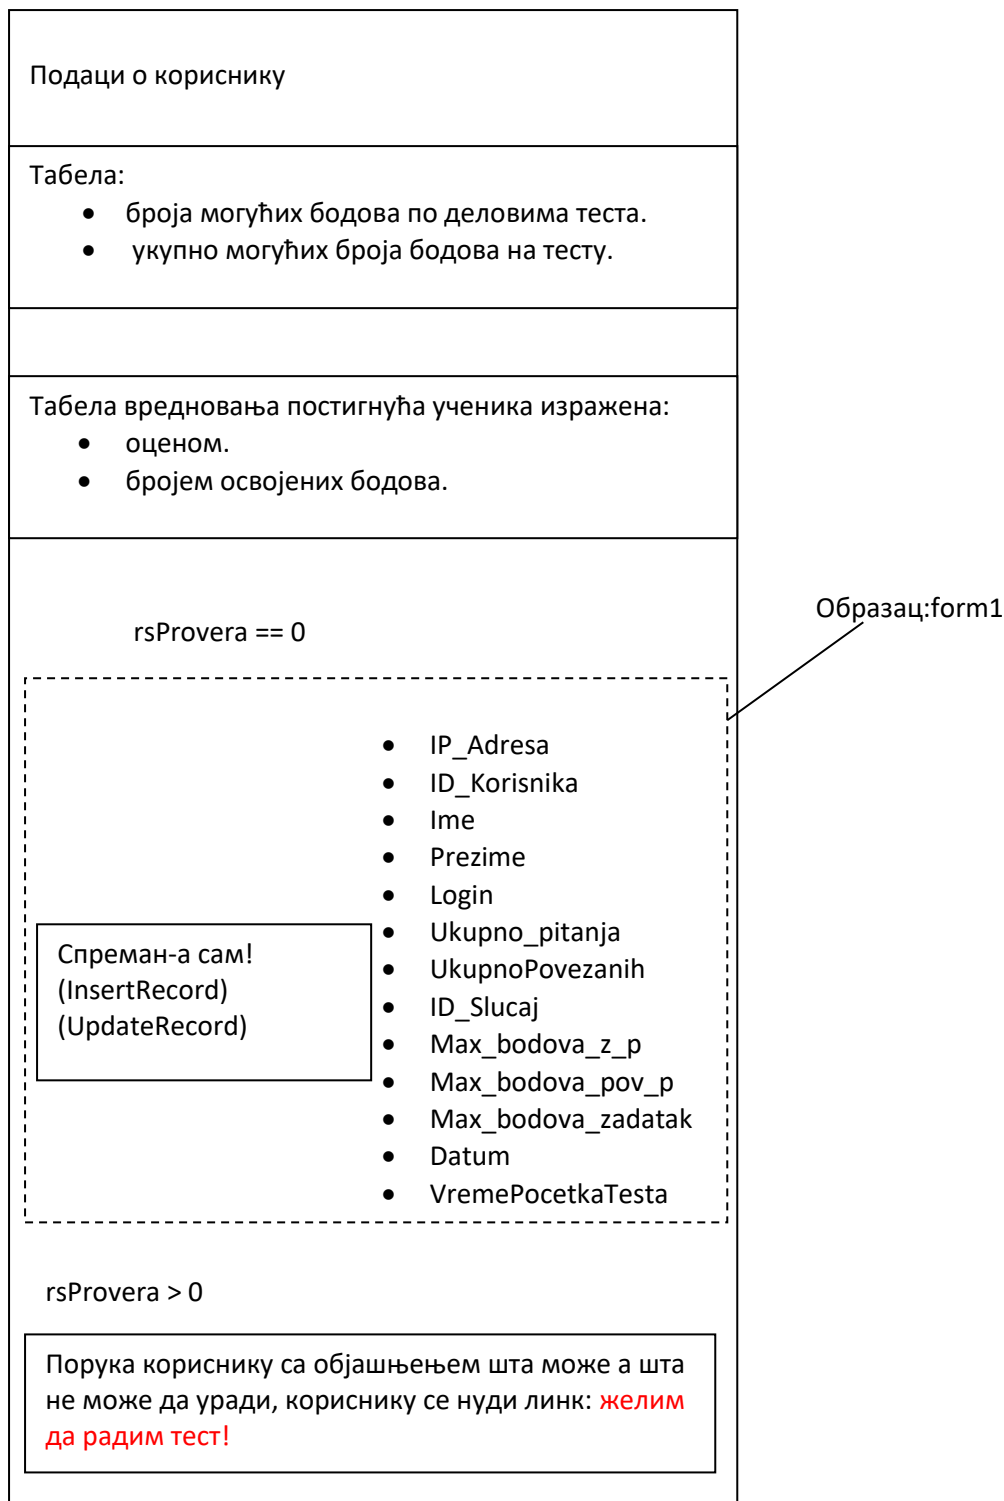 Подаци о кориснику
Табела:
• броја могућих бодова по деловима теста.
• укупно могућих броја бодова на тесту.
Табела вредновања постигнућа ученика изражена:
• оценом.
• бројем освојених бодова.
Образац:form1
rsProvera == 0
• IP_Adresa
• ID_Korisnika
• Ime
• Prezime
• Login
• Ukupno_pitanja
• UkupnoPovezanih
• ID_Slucaj
• Max_bodova_z_p
• Max_bodova_pov_p
• Max_bodova_zadatak
• Datum
• VremePocetkaTesta
Спреман-а сам!
(InsertRecord)
(UpdateRecord)
rsProvera > 0
Порука кориснику са објашњењем шта може а шта
не може да уради, кориснику се нуди линк: желим
да радим тест!